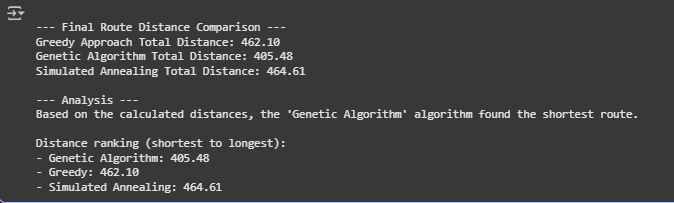 --- Final Route Distance Comparison ---
Greedy Approach Total Distance: 462.10
Genetic Algorithm Total Distance: 405.48
Simulated Annealing Total Distance: 464.61
--- Analysis ---
Based on the calculated distances, the 'Genetic Algorithm' algorithm found the shortest route.
Distance ranking (shortest to longest):
- Genetic Algorithm: 405.48
- Greedy: 462.10
- Simulated Annealing: 464.61